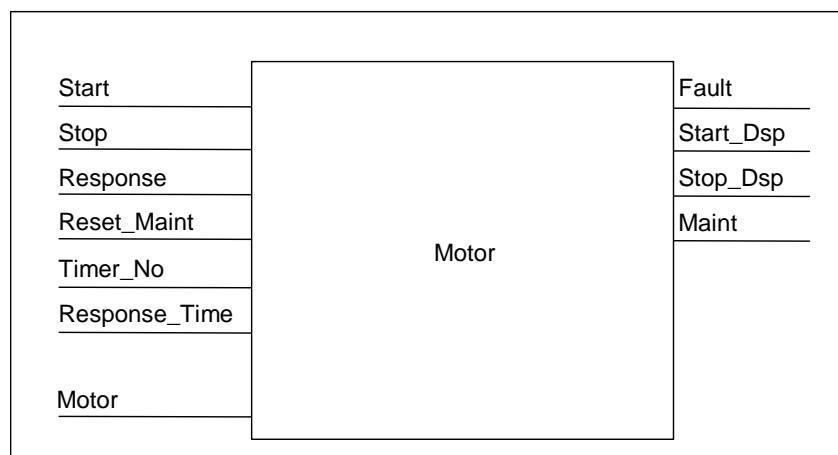 Start
Stop
Response
Reset_Maint
Timer_No
Response_Time
Motor
Motor
Fault
Start_Dsp
Stop_Dsp
Maint